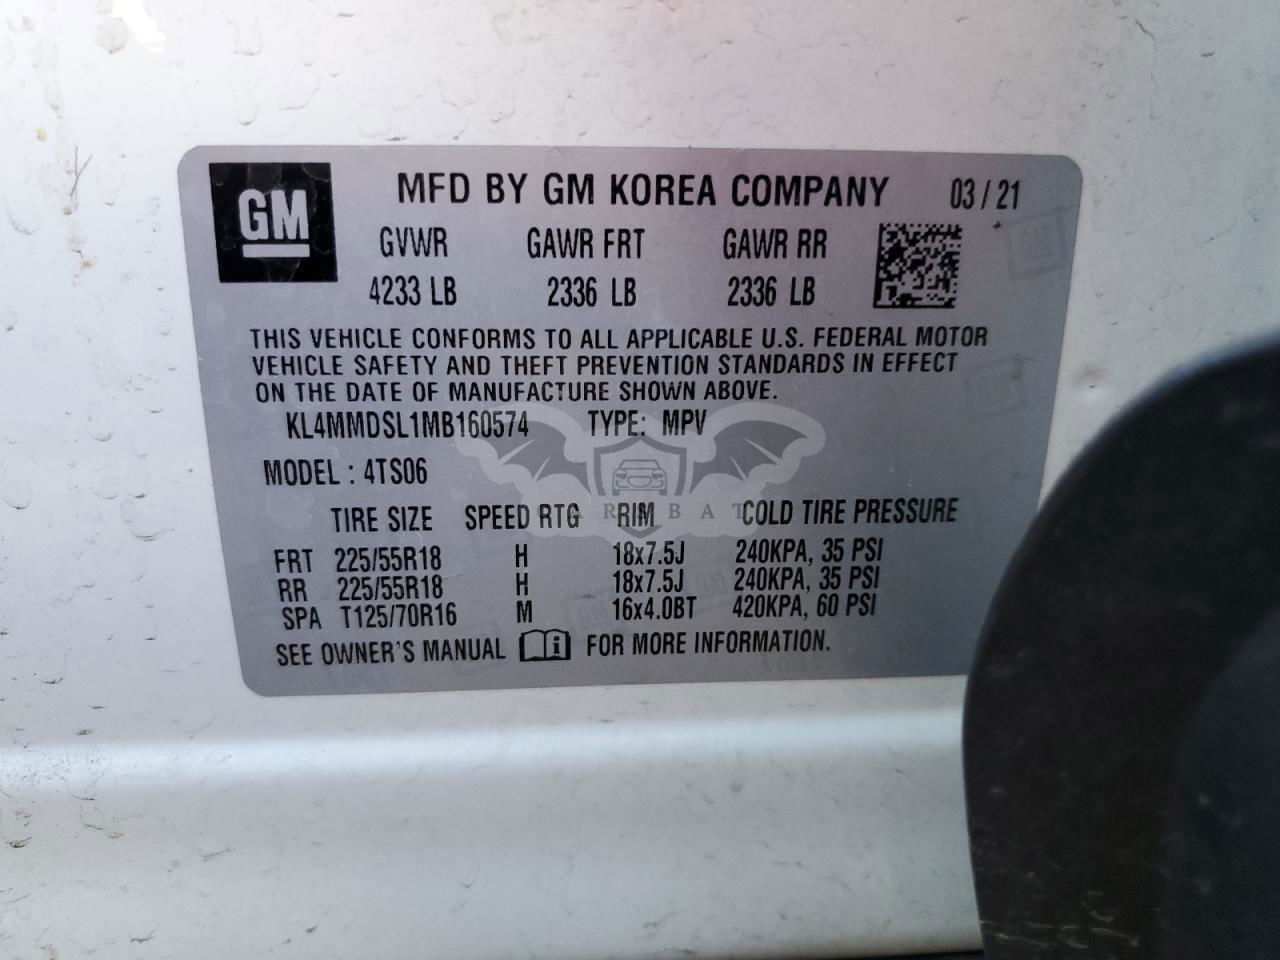 GM MFD BY GM KOREA COMPANY 03/21
GVWR GAWR FRT GAWR RR
4233 LB 2336 LB 2336 LB
THIS VEHICLE CONFORMS TO ALL APPLICABLE U.S. FEDERAL MOTOR
VEHICLE SAFETY AND THEFT PREVENTION STANDARDS IN EFFECT
ON THE DATE OF MANUFACTURE SHOWN ABOVE.
KL4MMDSL1MB160574 TYPE: MPV
MODEL : 4TS06
CAR BAT
TIRE SIZE SPEED RTG RIM COLD TIRE PRESSURE
FRT 225/55R18 H 18x7.5J 240KPA, 35 PSI
RR 225/55R18 H 18x7.5J 240KPA, 35 PSI
SPA T125/70R16 M 16x4.0BT 420KPA, 60 PSI
SEE OWNER'S MANUAL i FOR MORE INFORMATION.